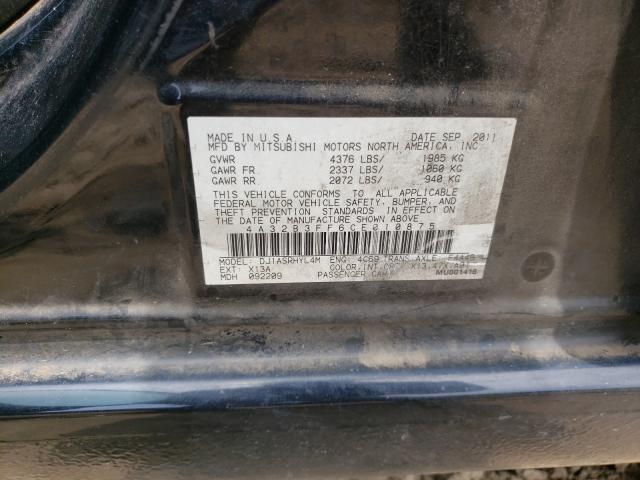 MADE IN U.S.A DATE SEP. 2011
MFD BY MITSUBISHI MOTORS NORTH AMERICA, INC
GVWR 4376 LBS/ 1985 KG
GAWR FR 2337 LBS/ 1060 KG
GAWR RR 2072 LBS/ 940 KG
THIS VEHICLE CONFORMS TO ALL APPLICABLE
FEDERAL MOTOR VEHICLE SAFETY, BUMPER, AND
THEFT PREVENTION STANDARDS IN EFFECT ON
THE DATE OF MANUFACTURE SHOWN ABOVE.
4A32B3FF6CE010875
MODEL: DJ1ASRHYL4M ENG: 4G69 TRANS AXLE
EXT: X13A COLOR,INT,OP
MDH 092209 PASSENGER CAR MU001416